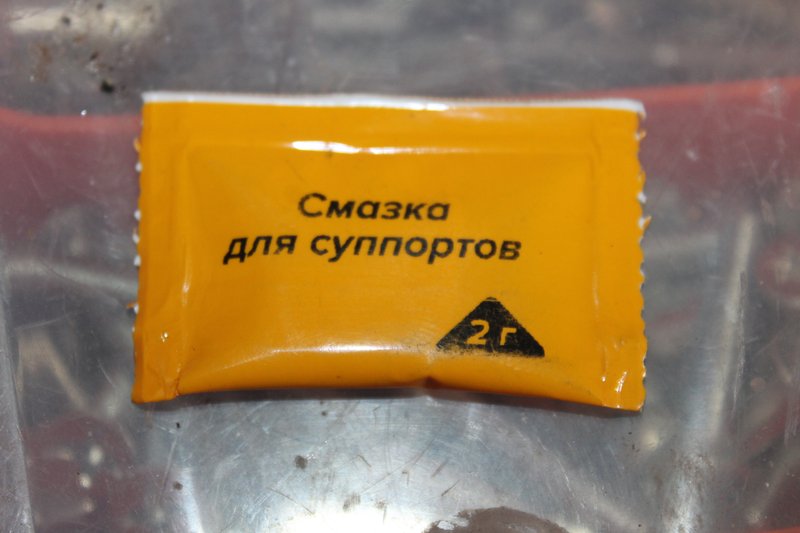 Смазка
для суппортов
2 г